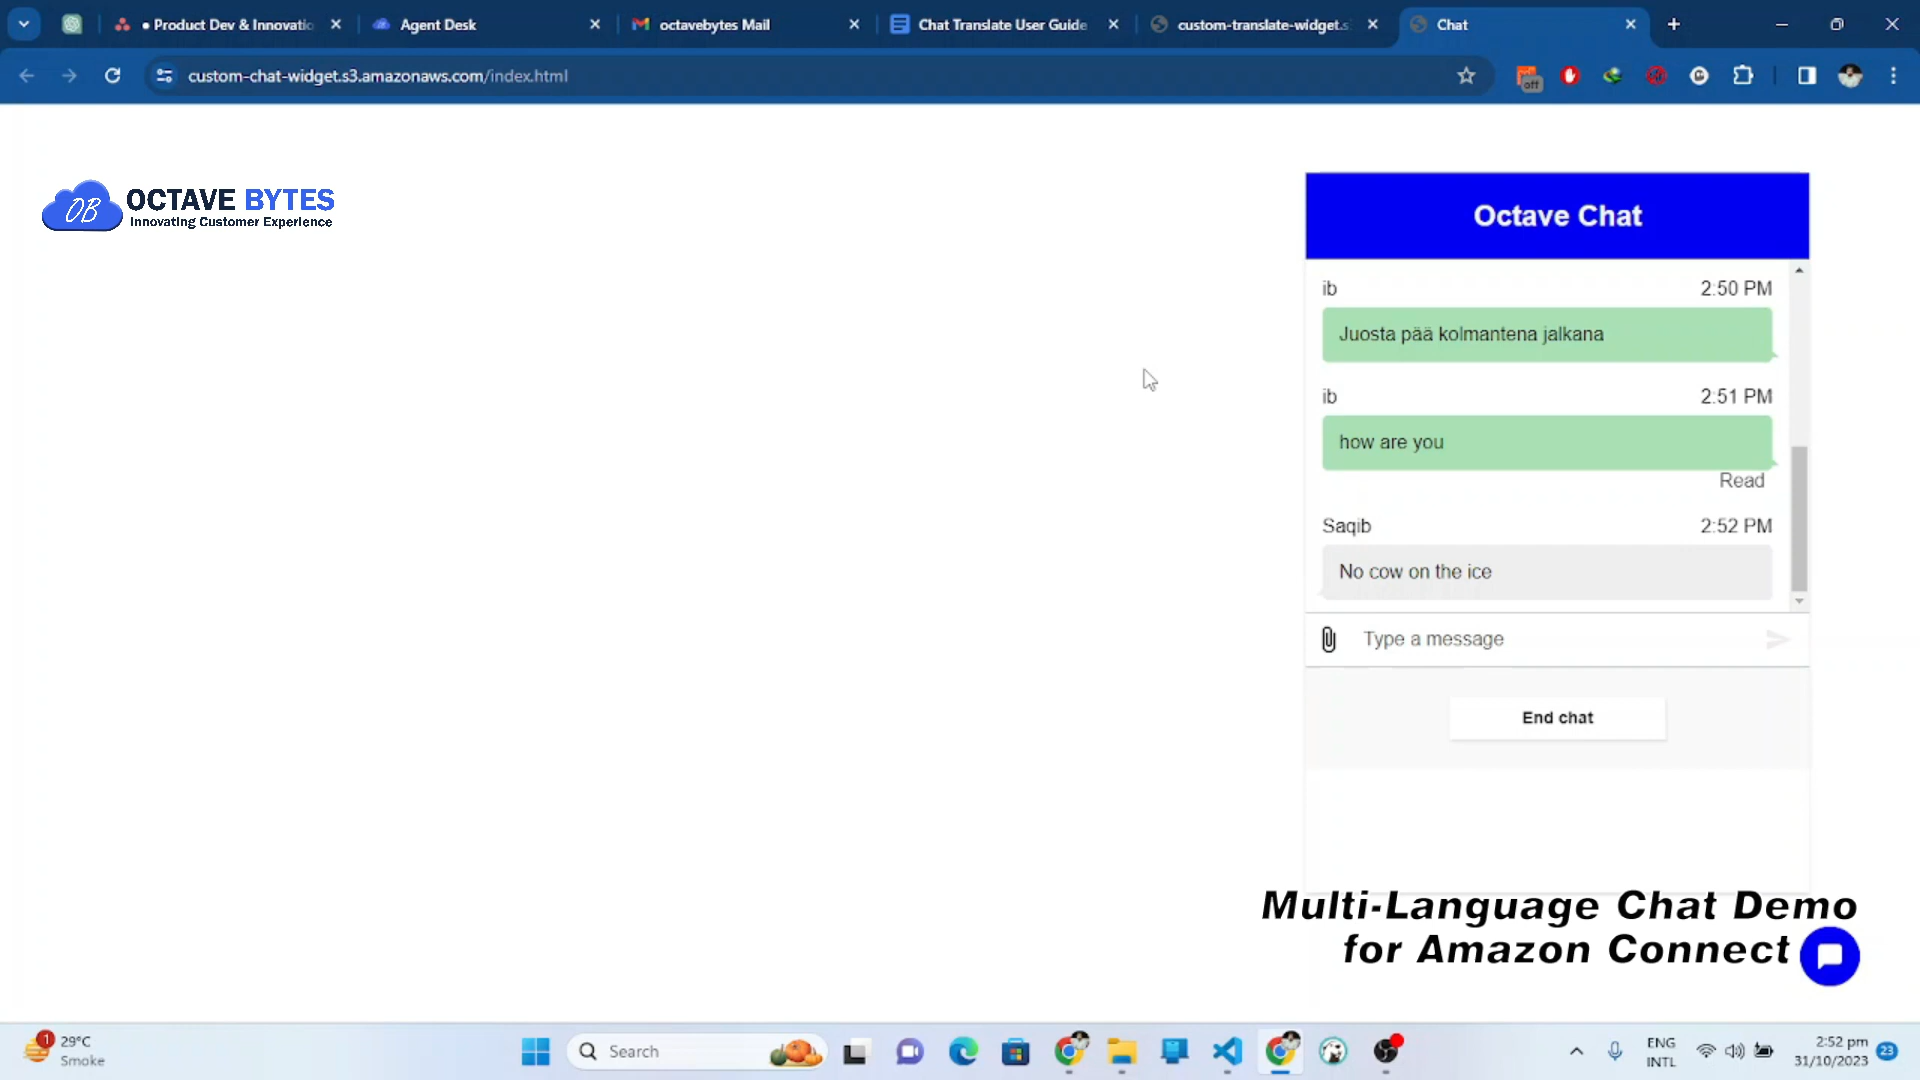 Product Dev & Innovatio
Agent Desk
octavebytes Mail
Chat Translate User Guide
custom-translate-widget.s
Chat
custom-chat-widget.s3.amazonaws.com/index.html
off
OB
OCTAVE BYTES
Innovating Customer Experience
Octave Chat
ib 2:50 PM
Juosta pää kolmantena jalkana
ib 2:51 PM
how are you
Read
Saqib 2:52 PM
No cow on the ice
Type a message
End chat
Multi-Language Chat Demo
for Amazon Connect
1
29°C
Smoke
Search
ENG
INTL
2:52 pm
31/10/2023
23